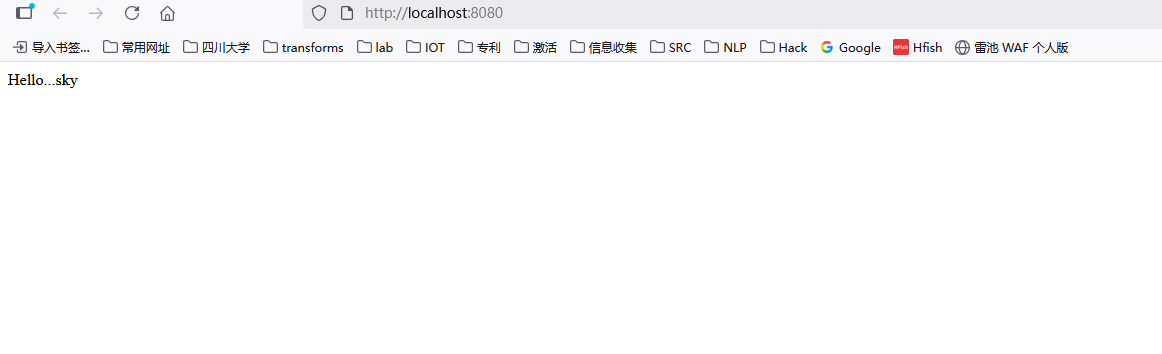 http://localhost:8080
导入书签... 常用网址 四川大学 transforms lab IOT 专利 激活 信息收集 SRC NLP Hack Google HFish Hfish 雷池 WAF 个人版
Hello...sky